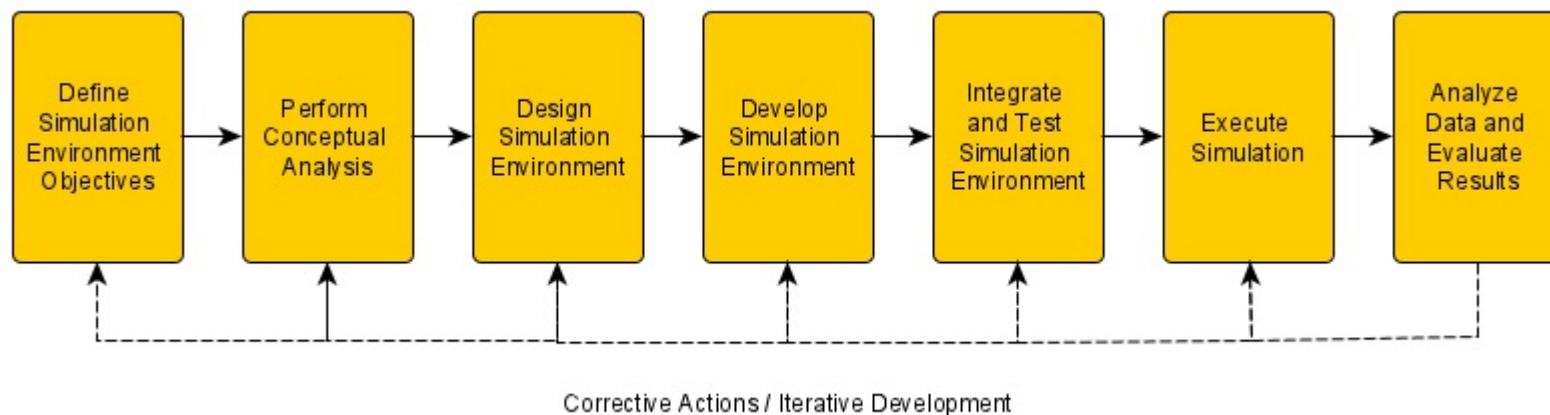 Define
Simulation
Environment
Objectives
Perform
Conceptual
Analysis
Design
Simulation
Environment
Develop
Simulation
Environment
Integrate
and Test
Simulation
Environment
Execute
Simulation
Analyze
Data and
Evaluate
Results
Corrective Actions / Iterative Development